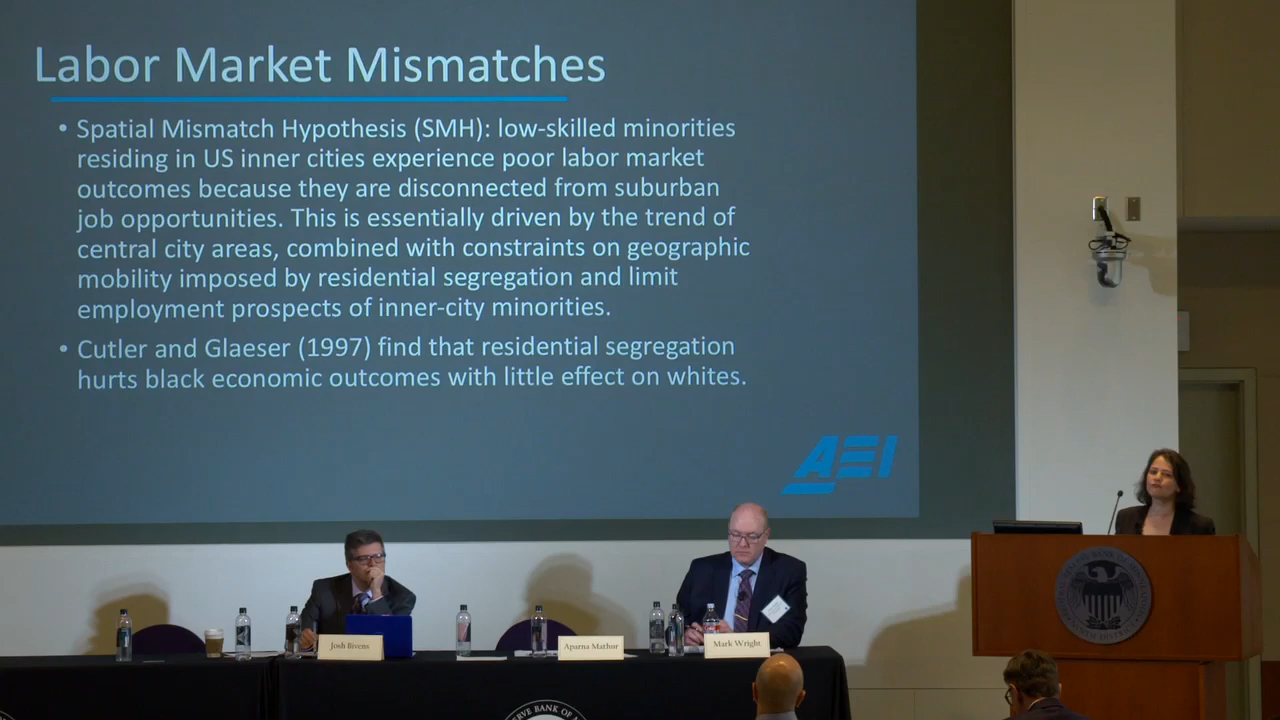 Labor Market Mismatches
• Spatial Mismatch Hypothesis (SMH): low-skilled minorities
residing in US inner cities experience poor labor market
outcomes because they are disconnected from suburban
job opportunities. This is essentially driven by the trend of
central city areas, combined with constraints on geographic
mobility imposed by residential segregation and limit
employment prospects of inner-city minorities.
• Cutler and Glaeser (1997) find that residential segregation
hurts black economic outcomes with little effect on whites.
AEI
Josh Bivens
Aparna Mathur
Mark Wright